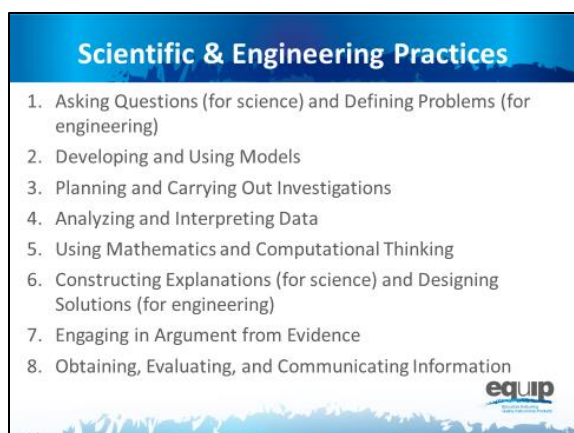 Scientific & Engineering Practices
1. Asking Questions (for science) and Defining Problems (for
engineering)
2. Developing and Using Models
3. Planning and Carrying Out Investigations
4. Analyzing and Interpreting Data
5. Using Mathematics and Computational Thinking
6. Constructing Explanations (for science) and Designing
Solutions (for engineering)
7. Engaging in Argument from Evidence
8. Obtaining, Evaluating, and Communicating Information
equip